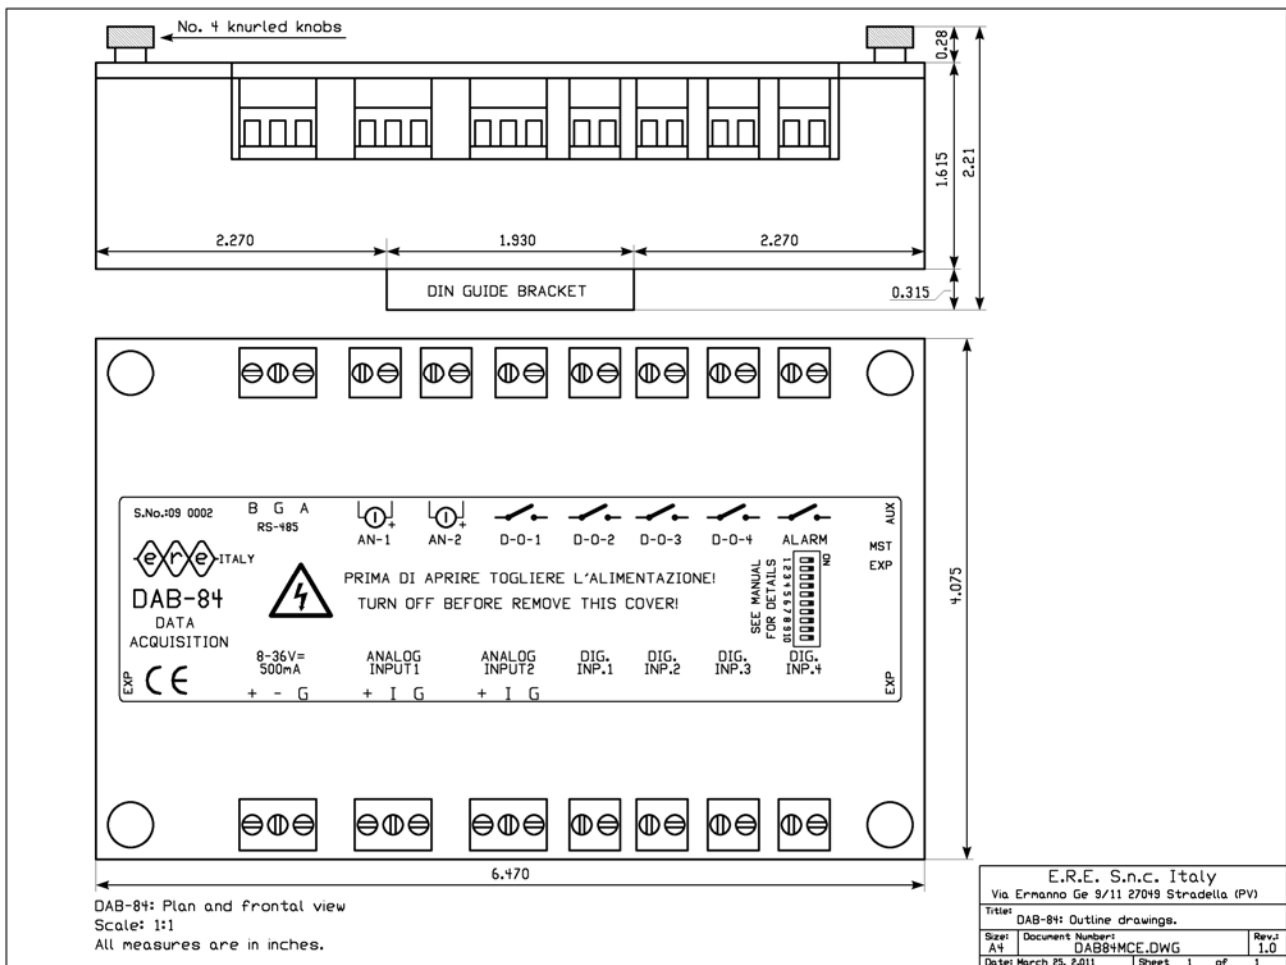 No. 4 knurled knobs
0.28
1.615
2.21
2.270
1.930
2.270
DIN GUIDE BRACKET
0.315
S.No.:09 0002
B G A
RS-485
AN-1
AN-2
D-O-1
D-O-2
D-O-3
D-O-4
ALARM
AUX
MST
EXP
ere ITALY
DAB-84
DATA
ACQUISITION
+
+
PRIMA DI APRIRE TOGLIERE L'ALIMENTAZIONE!
TURN OFF BEFORE REMOVE THIS COVER!
SEE MANUAL
FOR DETAILS
1 2 3 4 5 6 7 8 9 10
ON
4.075
8-36V=
500mA
ANALOG
INPUT1
ANALOG
INPUT2
DIG.
INP.1
DIG.
INP.2
DIG.
INP.3
DIG.
INP.4
EXP
CE
+ - G
+ I G
+ I G
EXP
6.470
DAB-84: Plan and frontal view
Scale: 1:1
All measures are in inches.
E.R.E. S.n.c. Italy
Via Ermanno Ge 9/11 27049 Stradella (PV)
Title:
DAB-84: Outline drawings.
Size: Document Number: Rev.:
A4 DAB84MCE.DWG 1.0
Date: March 25, 2.011 Sheet 1 of 1